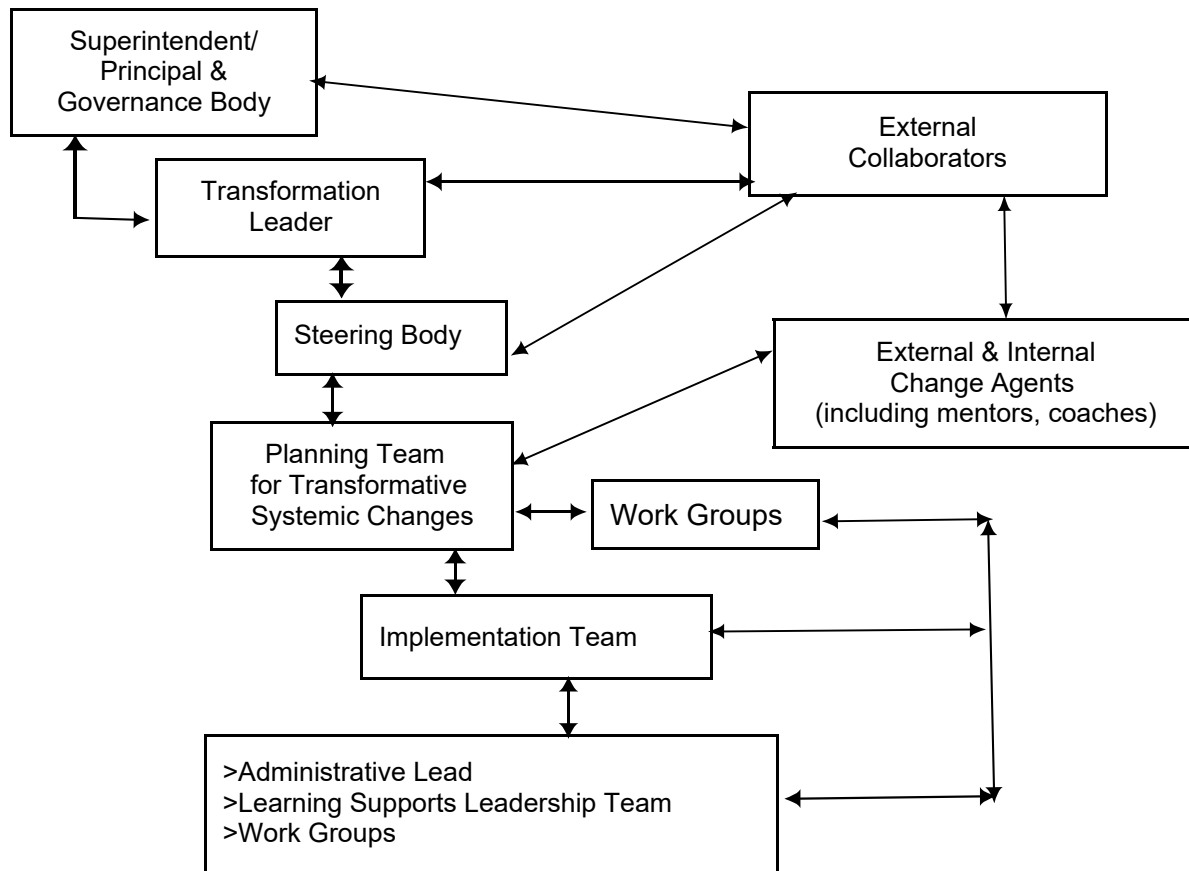 Superintendent/
Principal &
Governance Body
External
Collaborators
Transformation
Leader
Steering Body
External & Internal
Change Agents
(including mentors, coaches)
Planning Team
for Transformative
Systemic Changes
Work Groups
Implementation Team
>Administrative Lead
>Learning Supports Leadership Team
>Work Groups